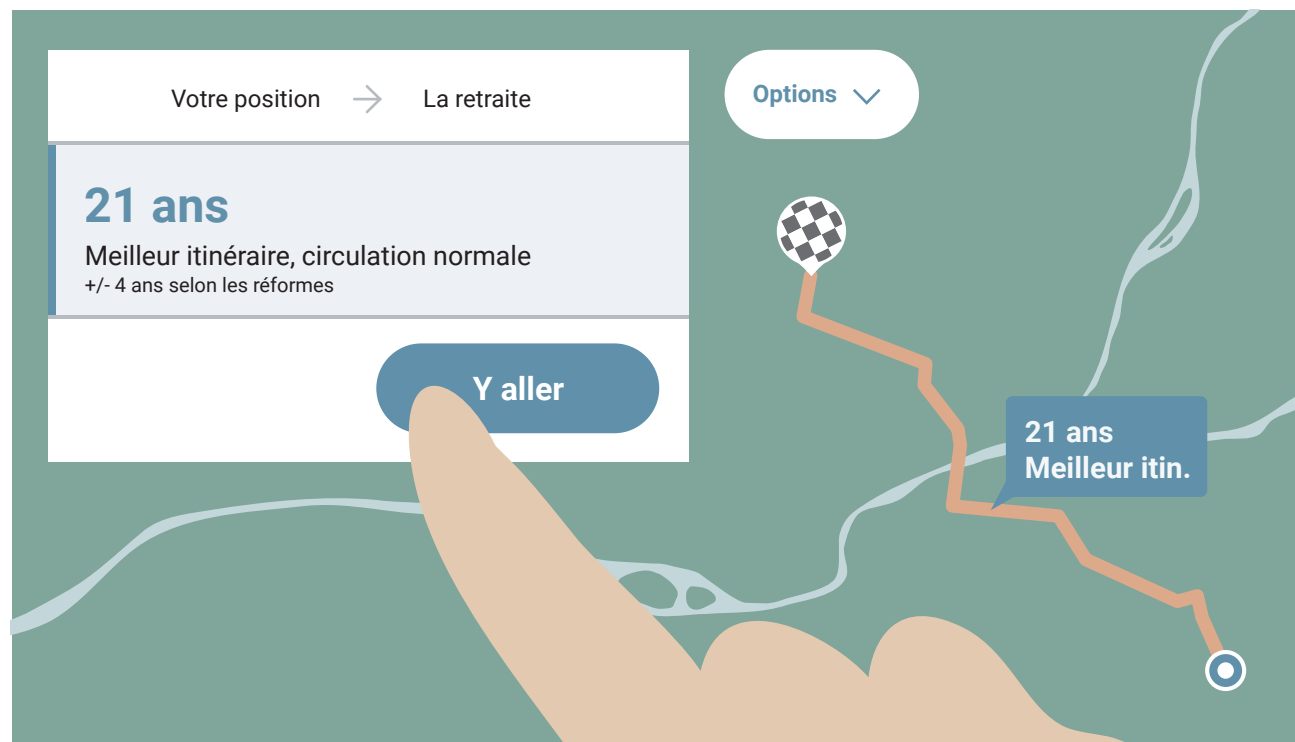 Votre position
La retraite
Options
21 ans
Meilleur itinéraire, circulation normale
+/- 4 ans selon les réformes
Y aller
21 ans
Meilleur itin.